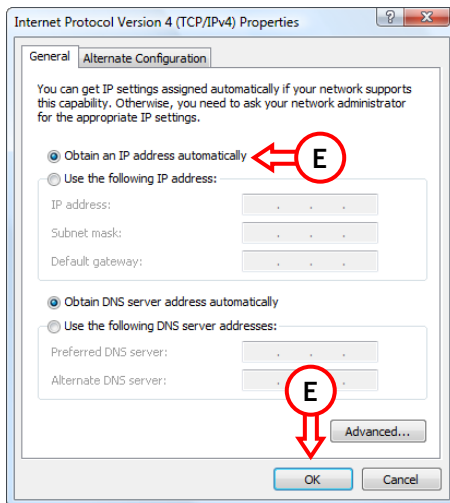 Internet Protocol Version 4 (TCP/IPv4) Properties
General
Alternate Configuration
You can get IP settings assigned automatically if your network supports
this capability. Otherwise, you need to ask your network administrator
for the appropriate IP settings.
Obtain an IP address automatically
E
Use the following IP address:
IP address:
Subnet mask:
Default gateway:
Obtain DNS server address automatically
Use the following DNS server addresses:
Preferred DNS server:
Alternate DNS server:
E
Advanced...
OK
Cancel